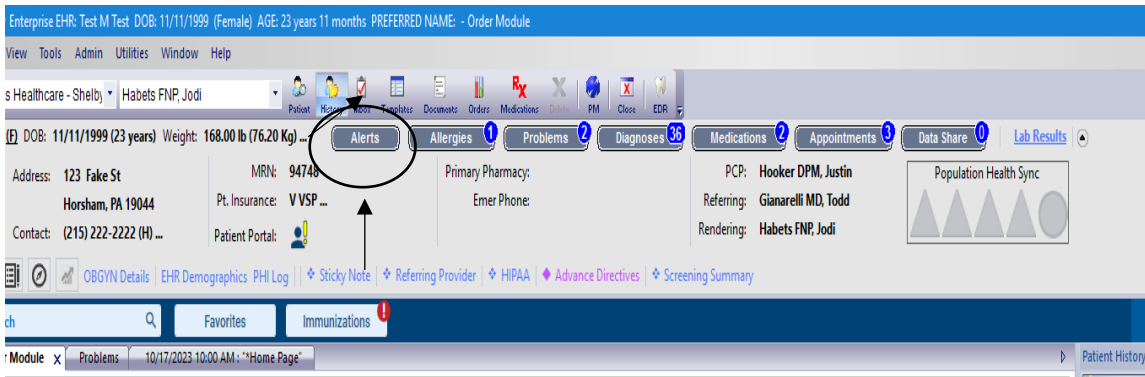 Enterprise EHR: Test M Test DOB: 11/11/1999 (Female) AGE: 23 years 11 months PREFERRED NAME: - Order Module
View Tools Admin Utilities Window Help
s Healthcare - Shelby Habets FNP, Jodi
Patient History Inbox Templates Documents Orders Medications Delete PM Close EDR
(F) DOB: 11/11/1999 (23 years) Weight: 168.00 lb (76.20 Kg) ... Alerts Allergies 1 Problems 2 Diagnoses 36 Medications 2 Appointments 3 Data Share 0 Lab Results
Address: 123 Fake St MRN: 94748 Primary Pharmacy: PCP: Hooker DPM, Justin Population Health Sync
Horsham, PA 19044 Pt. Insurance: V VSP ... Emer Phone: Referring: Gianarelli MD, Todd
Contact: (215) 222-2222 (H) ... Patient Portal: Rendering: Habets FNP, Jodi
OBGYN Details EHR Demographics PHI Log Sticky Note Referring Provider HIPAA Advance Directives Screening Summary
ch Favorites Immunizations !
r Module x Problems 10/17/2023 10:00 AM : "*Home Page" Patient History